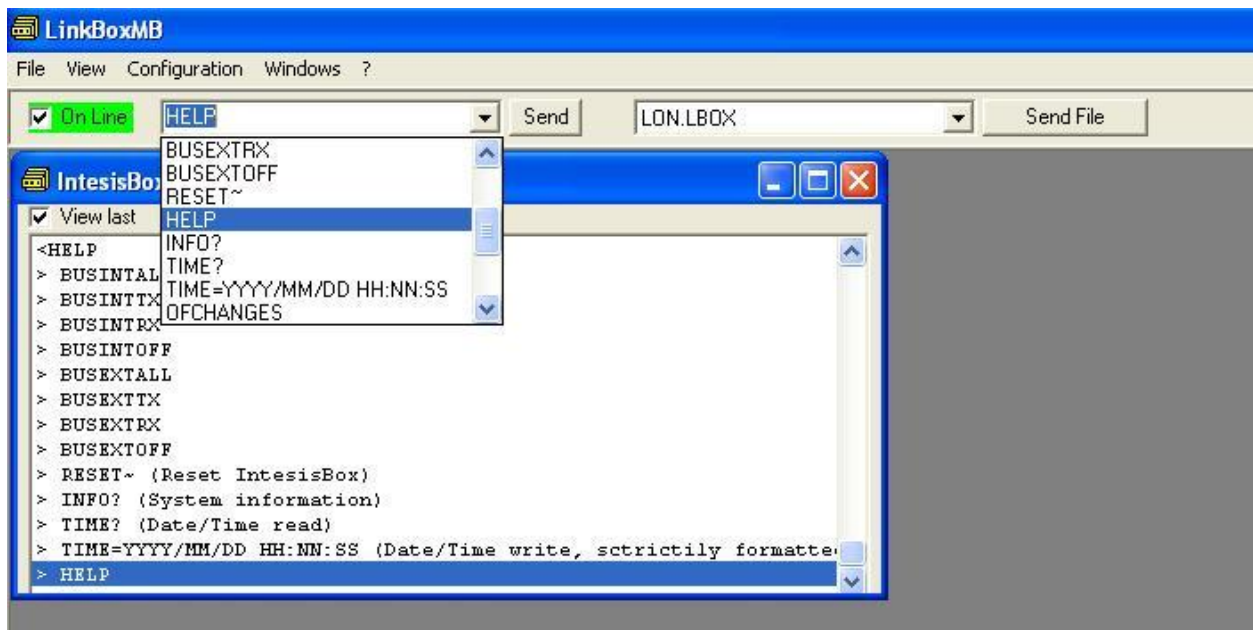 LinkBoxMB
File View Configuration Windows ?
On Line HELP Send LON.LBOX Send File
BUSEXTRX
BUSEXTOFF
RESET~
HELP
INFO?
TIME?
TIME=YYYY/MM/DD HH:NN:SS
OFCHANGES
IntesisBo
View last
<HELP
> BUSINTAL
> BUSINTTX
> BUSINTRX
> BUSINTOFF
> BUSEXTALL
> BUSEXTTX
> BUSEXTRX
> BUSEXTOFF
> RESET~ (Reset IntesisBox)
> INFO? (System information)
> TIME? (Date/Time read)
> TIME=YYYY/MM/DD HH:NN:SS (Date/Time write, sctrictily formatte
> HELP